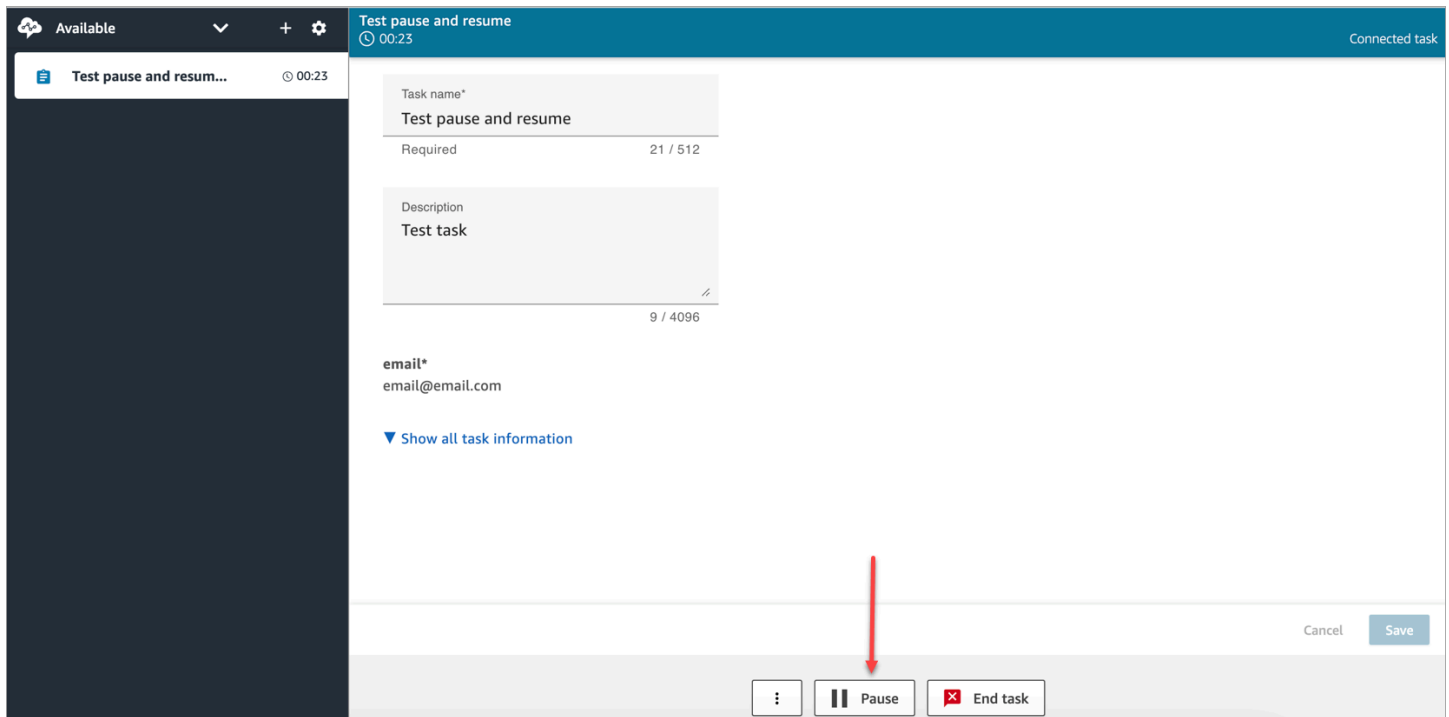 Available
Test pause and resum...
00:23
Test pause and resume
00:23
Connected task
Task name*
Test pause and resume
Required 21 / 512
Description
Test task
9 / 4096
email*
email@email.com
Show all task information
Cancel Save
Pause End task